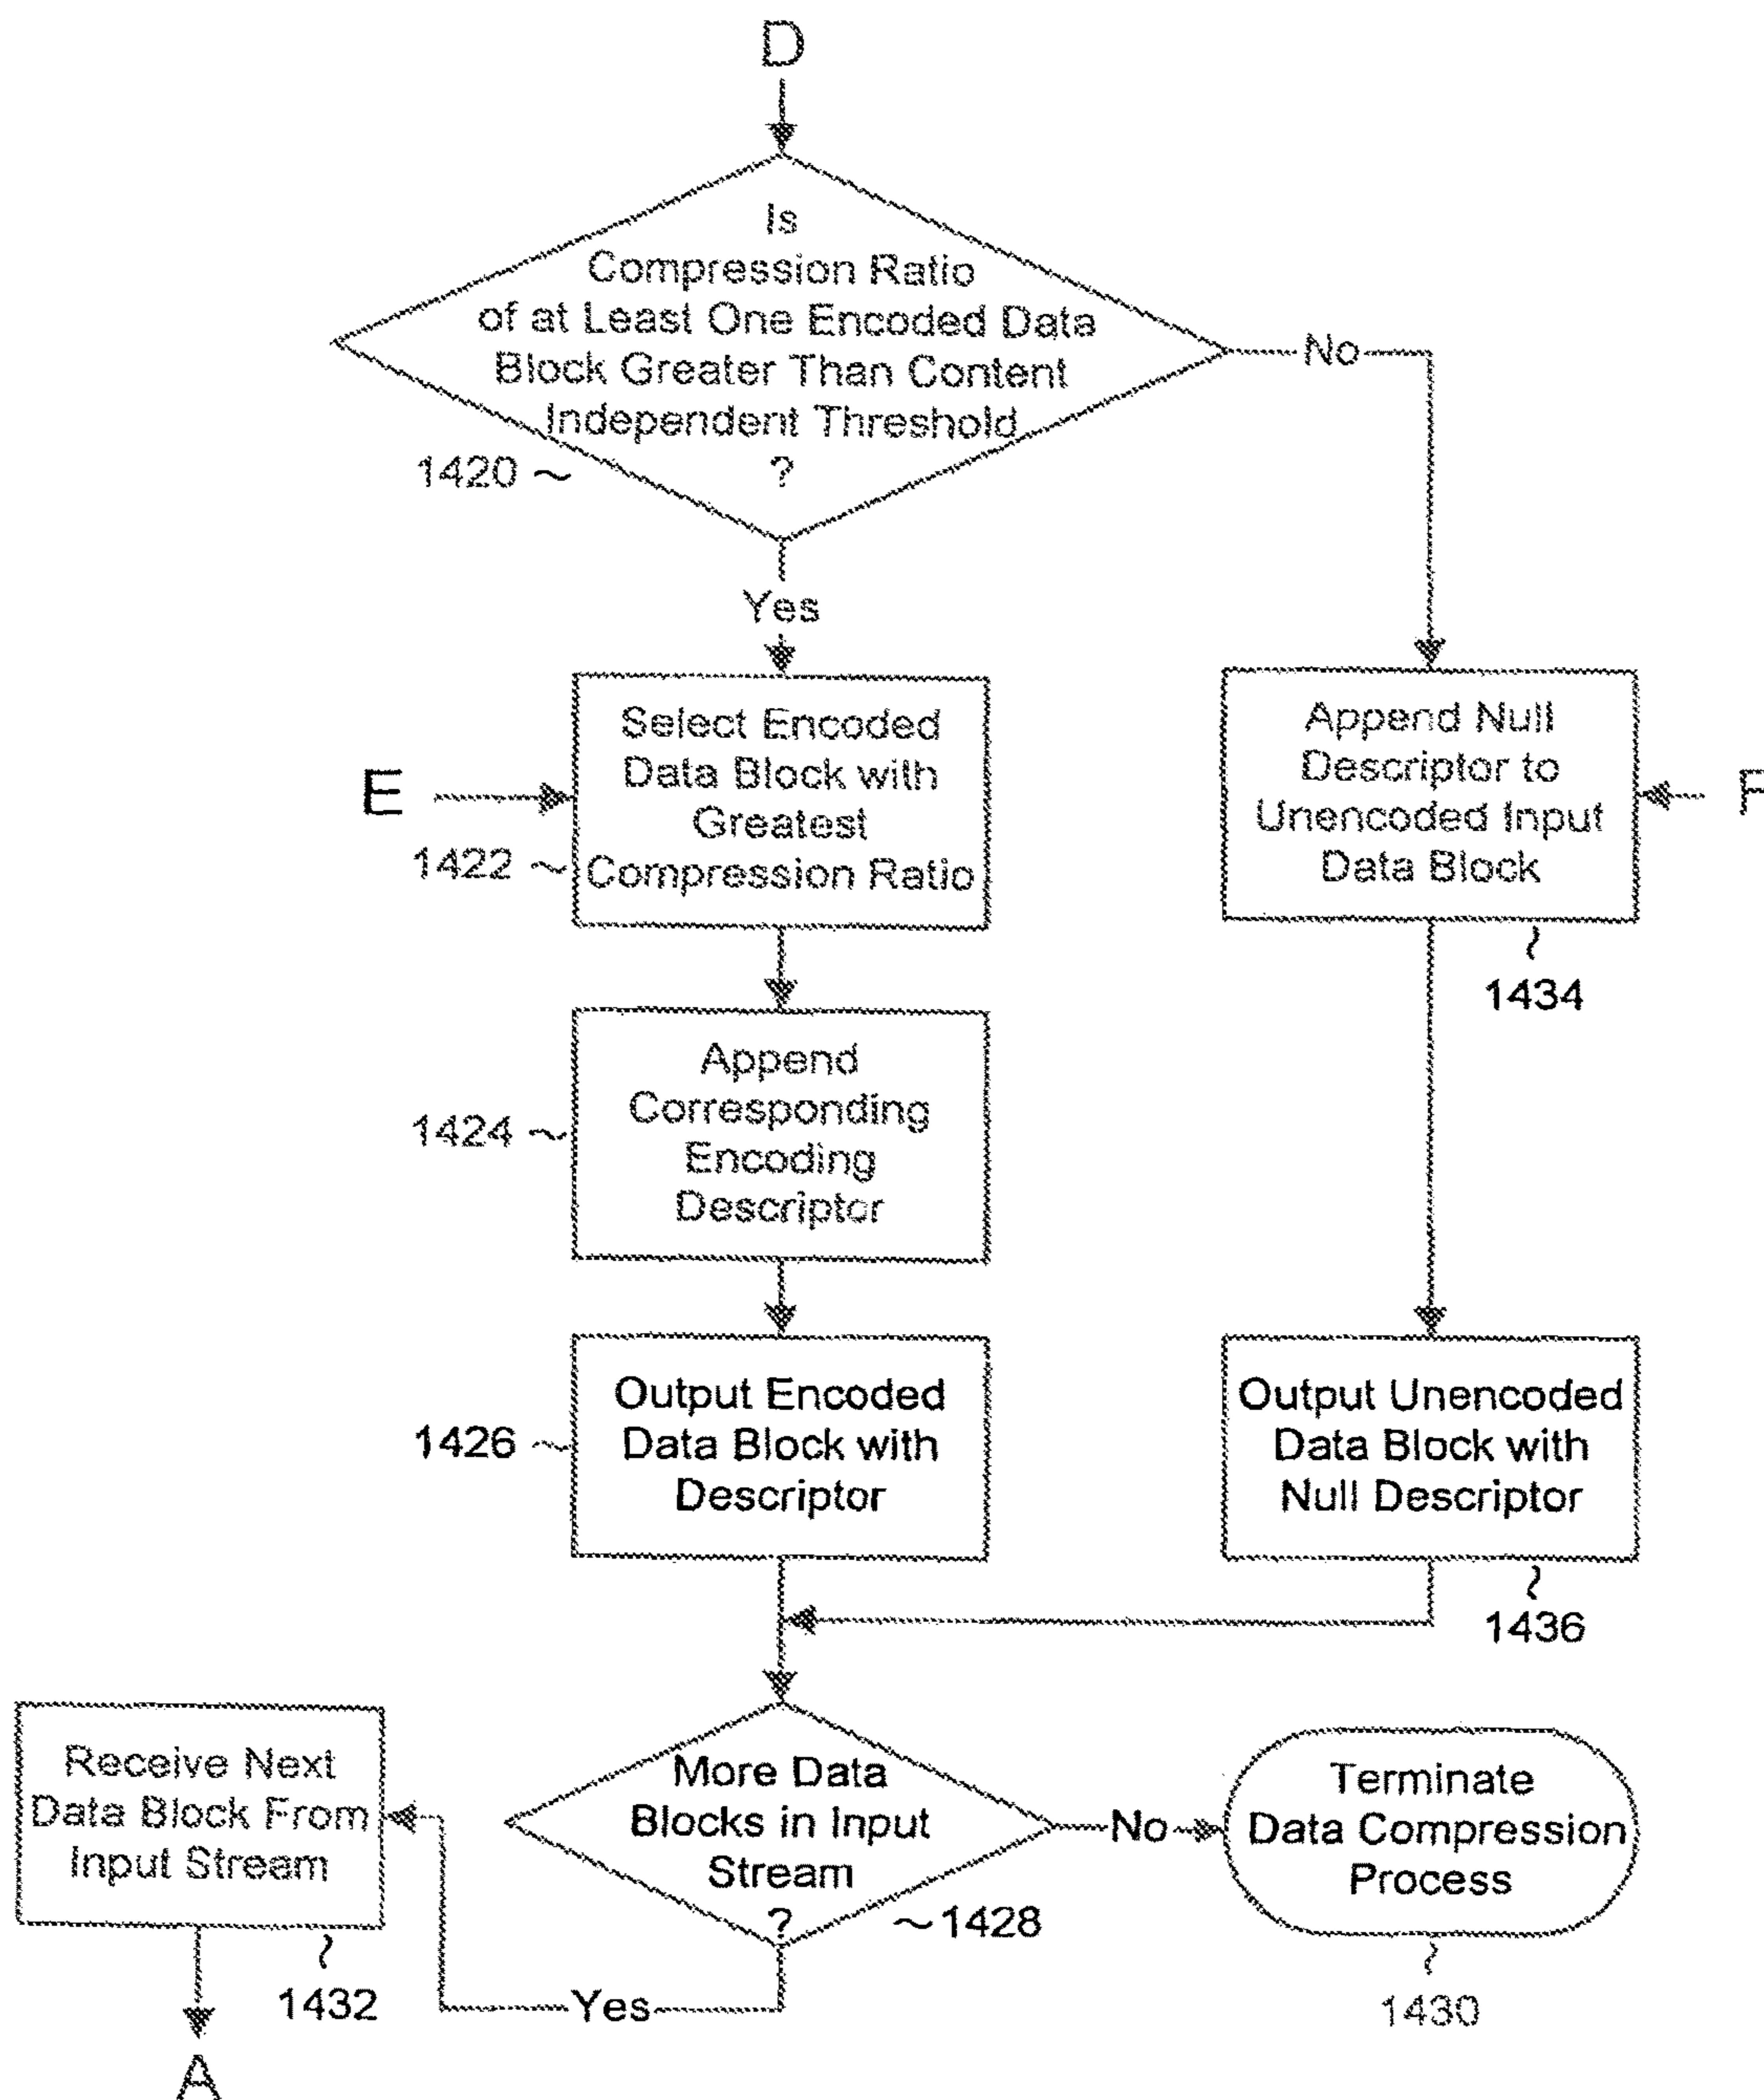 D
Is
Compression Ratio
of at Least One Encoded Data
Block Greater Than Content
Independent Threshold
?
1420
No
Yes
Select Encoded
Data Block with
Greatest
Compression Ratio
E
1422
Append Null
Descriptor to
Unencoded Input
Data Block
F
1434
Append
Corresponding
Encoding
Descriptor
1424
Output Encoded
Data Block with
Descriptor
1426
Output Unencoded
Data Block with
Null Descriptor
1436
Receive Next
Data Block From
Input Stream
1432
More Data
Blocks in Input
Stream
?
1428
No
Terminate
Data Compression
Process
1430
Yes
A